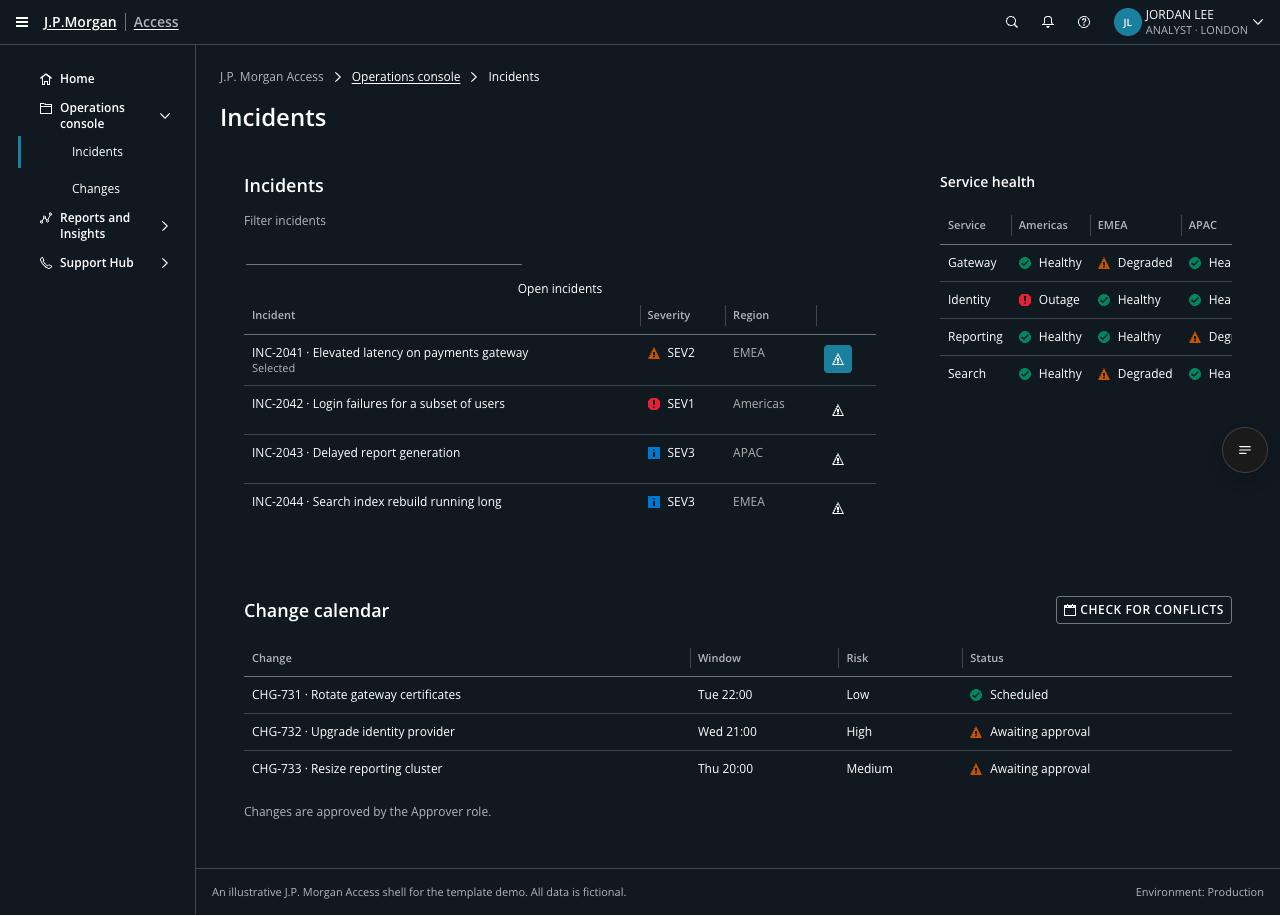 J.P.Morgan Access
JL
JORDAN LEE
ANALYST · LONDON
Home
Operations
console
Incidents
Changes
Reports and
Insights
Support Hub
J.P. Morgan Access Operations console Incidents
Incidents
Incidents
Filter incidents
Open incidents
Incident Severity Region
INC-2041 · Elevated latency on payments gateway SEV2 EMEA
Selected
INC-2042 · Login failures for a subset of users SEV1 Americas
INC-2043 · Delayed report generation SEV3 APAC
INC-2044 · Search index rebuild running long SEV3 EMEA
Service health
Service Americas EMEA APAC
Gateway Healthy Degraded Hea
Identity Outage Healthy Hea
Reporting Healthy Healthy Deg
Search Healthy Degraded Hea
Change calendar
CHECK FOR CONFLICTS
Change Window Risk Status
CHG-731 · Rotate gateway certificates Tue 22:00 Low Scheduled
CHG-732 · Upgrade identity provider Wed 21:00 High Awaiting approval
CHG-733 · Resize reporting cluster Thu 20:00 Medium Awaiting approval
Changes are approved by the Approver role.
An illustrative J.P. Morgan Access shell for the template demo. All data is fictional.
Environment: Production